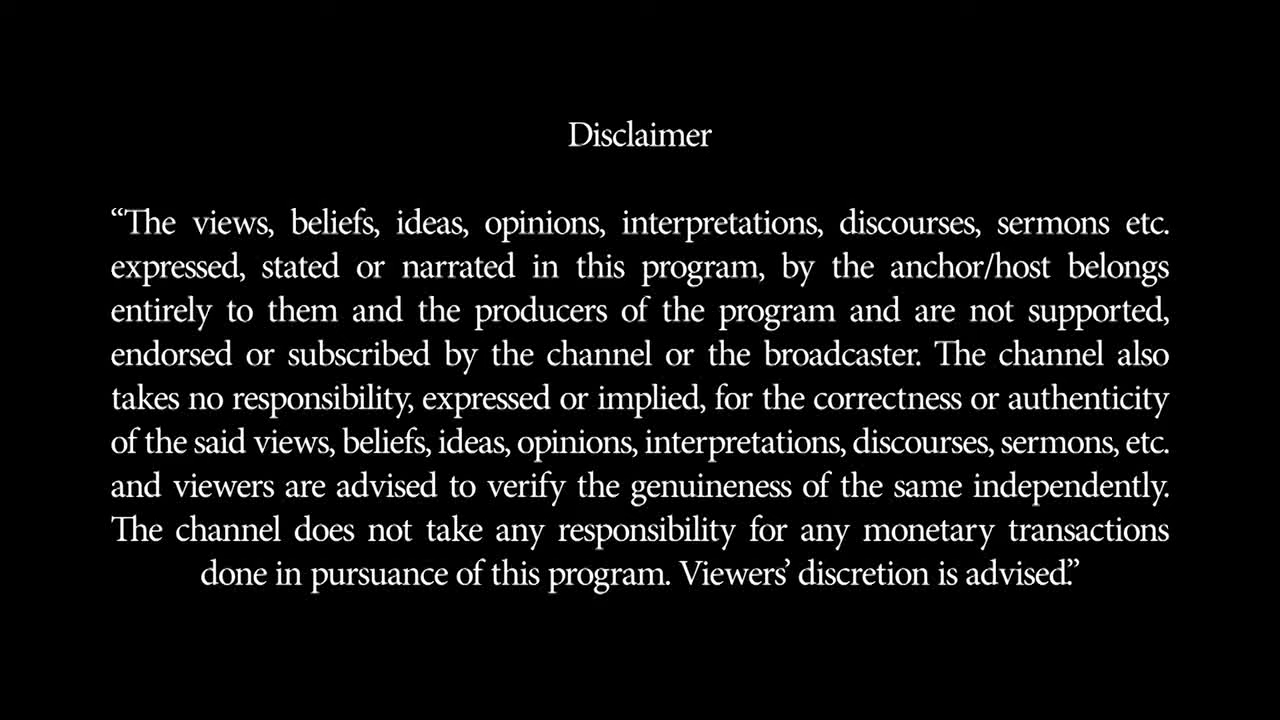 Disclaimer
“The views, beliefs, ideas, opinions, interpretations, discourses, sermons etc.
expressed, stated or narrated in this program, by the anchor/host belongs
entirely to them and the producers of the program and are not supported,
endorsed or subscribed by the channel or the broadcaster. The channel also
takes no responsibility, expressed or implied, for the correctness or authenticity
of the said views, beliefs, ideas, opinions, interpretations, discourses, sermons, etc.
and viewers are advised to verify the genuineness of the same independently.
The channel does not take any responsibility for any monetary transactions
done in pursuance of this program. Viewers’ discretion is advised.”